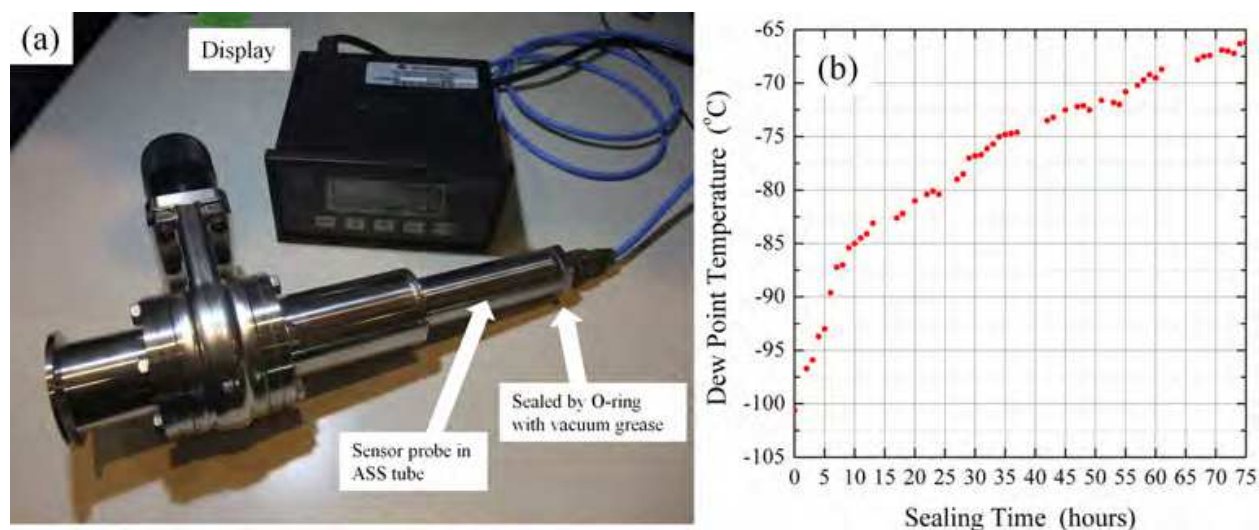 (a)
Display
Sensor probe in
ASS tube
Sealed by O-ring
with vacuum grease
(b)
Dew Point Temperature (°C)
-65
-70
-75
-80
-85
-90
-95
-100
-105
0 5 10 15 20 25 30 35 40 45 50 55 60 65 70 75
Sealing Time (hours)